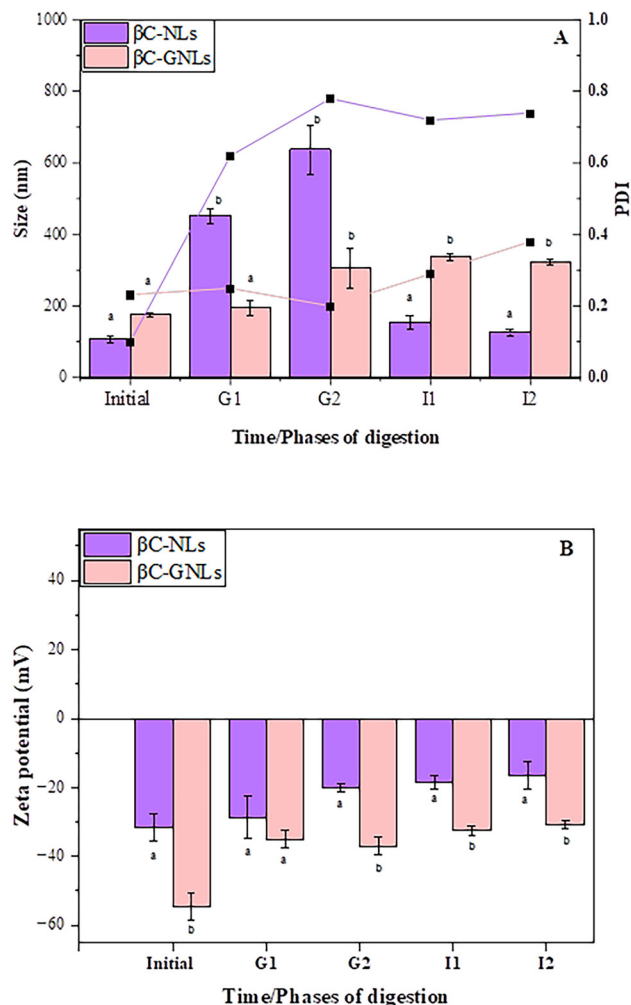 A
βC-NLs
βC-GNLs
1000
800
600
400
200
0
Size (nm)
1.0
0.8
0.6
0.4
0.2
0.0
PDI
a
a
b
a
b
b
a
b
a
b
Initial G1 G2 I1 I2
Time/Phases of digestion
B
βC-NLs
βC-GNLs
40
20
0
−20
−40
−60
Zeta potential (mV)
a
b
a
a
a
b
a
b
a
b
Initial G1 G2 I1 I2
Time/Phases of digestion